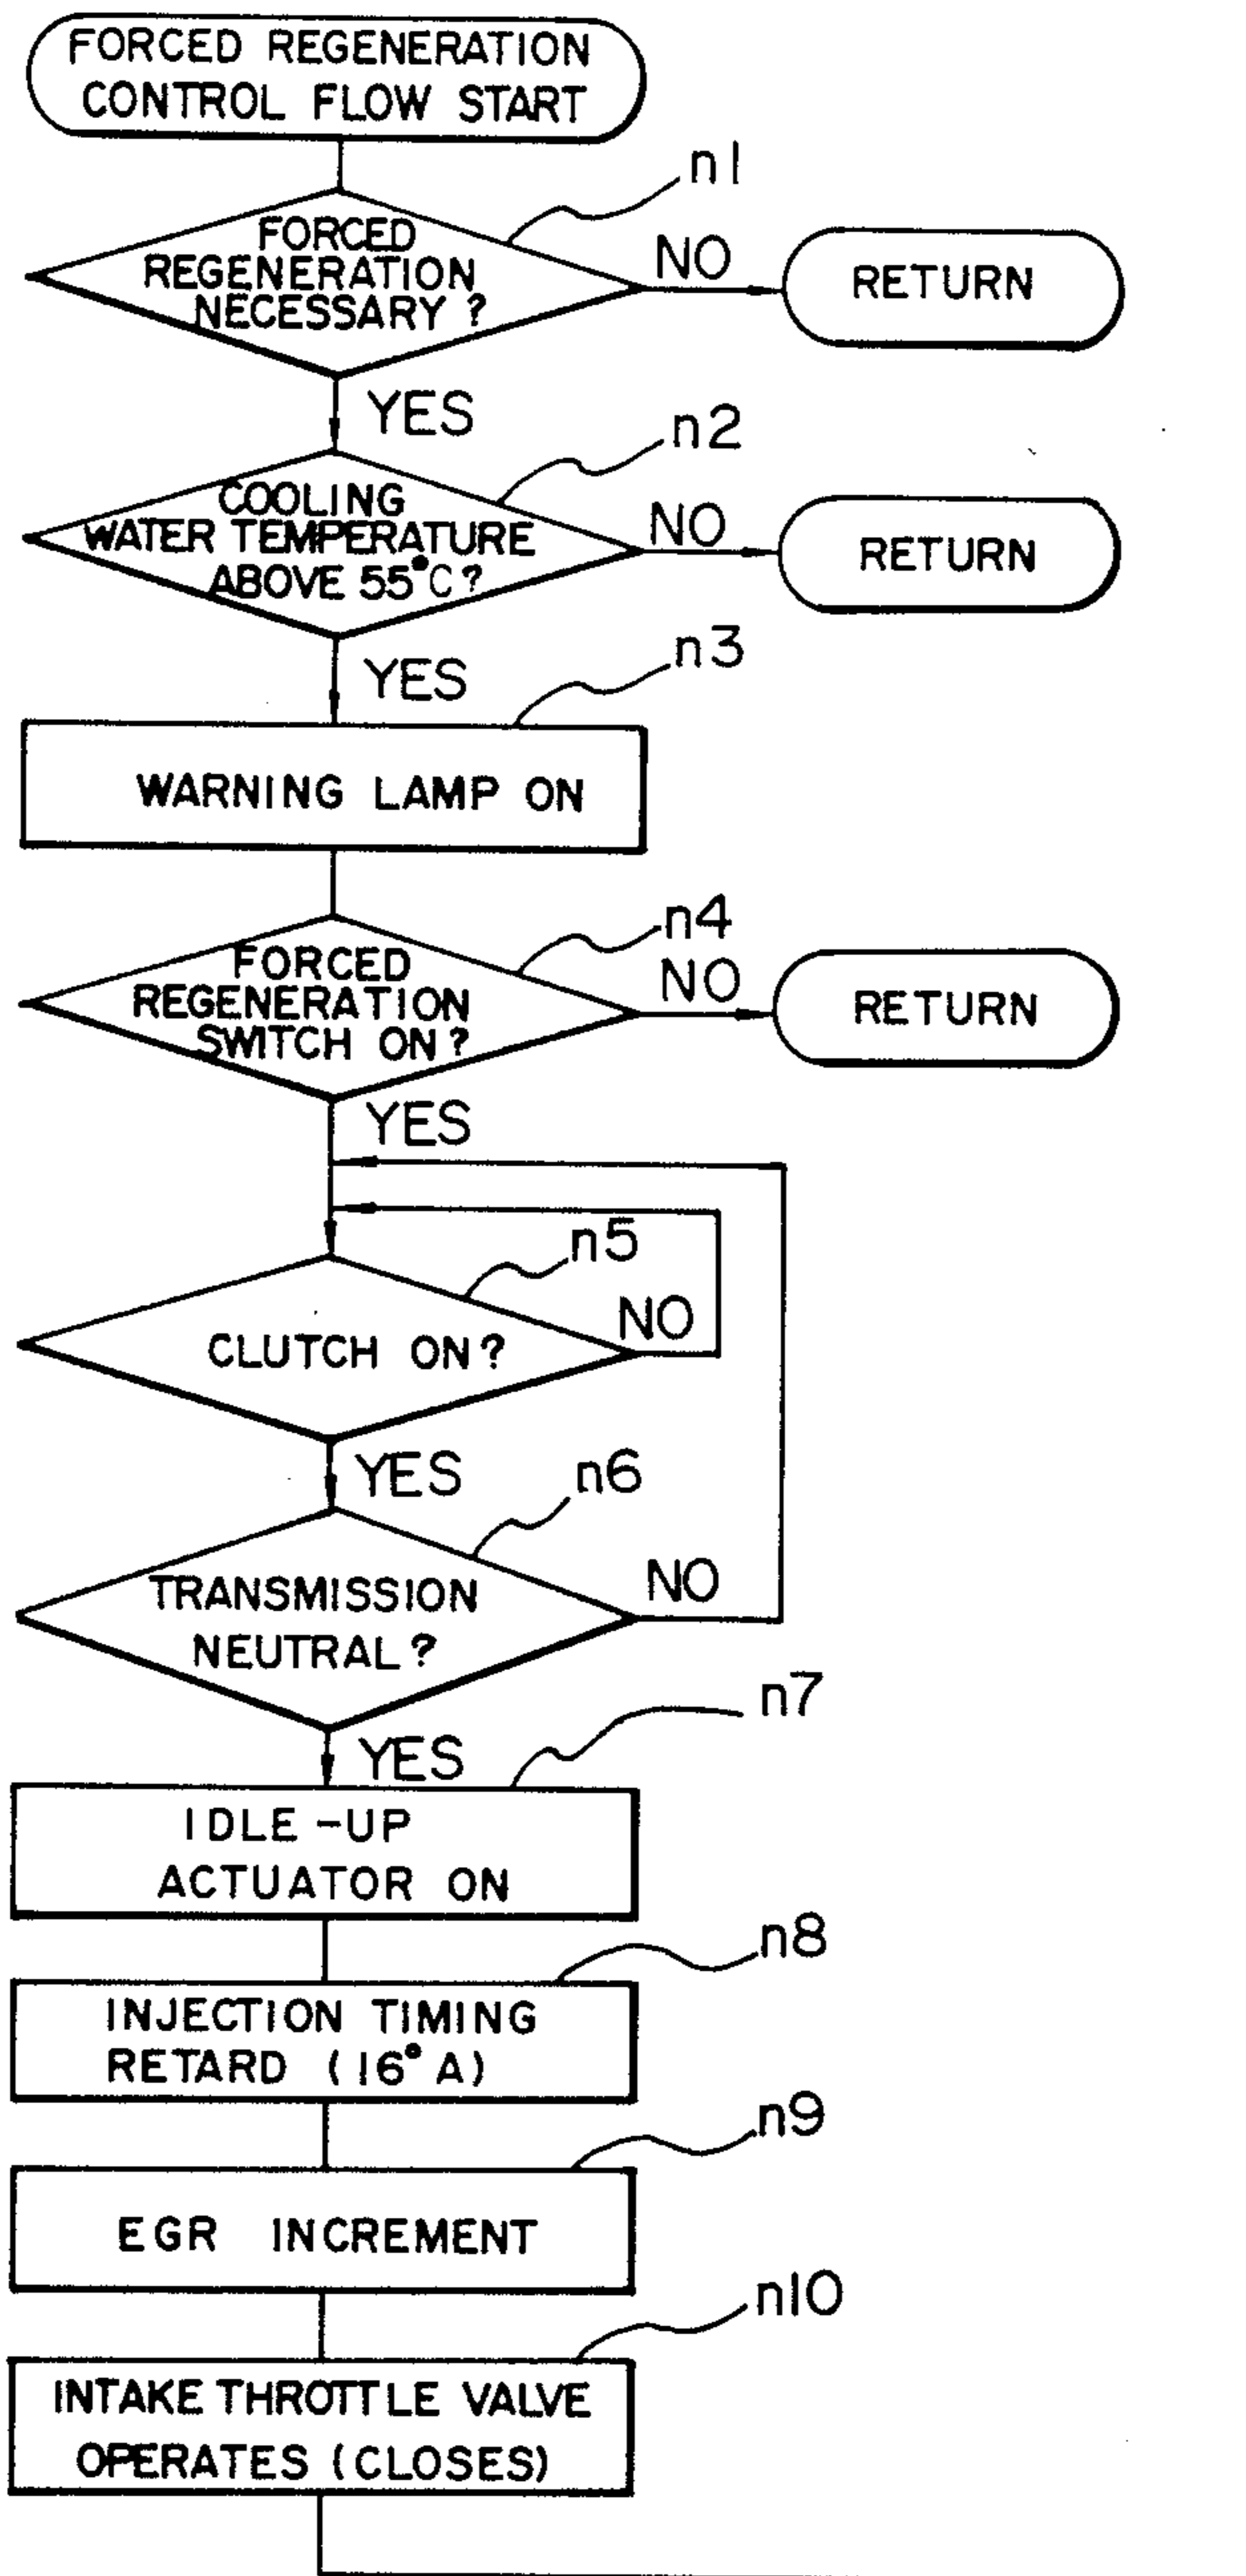 FORCED REGENERATION
CONTROL FLOW START
n1
FORCED
REGENERATION
NECESSARY ?
NO
RETURN
YES
n2
COOLING
WATER TEMPERATURE
ABOVE 55°C?
NO
RETURN
YES
n3
WARNING LAMP ON
n4
FORCED
REGENERATION
SWITCH ON?
NO
RETURN
YES
n5
CLUTCH ON?
NO
YES
n6
TRANSMISSION
NEUTRAL?
NO
YES
n7
IDLE-UP
ACTUATOR ON
n8
INJECTION TIMING
RETARD (16° A)
n9
EGR INCREMENT
n10
INTAKE THROTTLE VALVE
OPERATES (CLOSES)